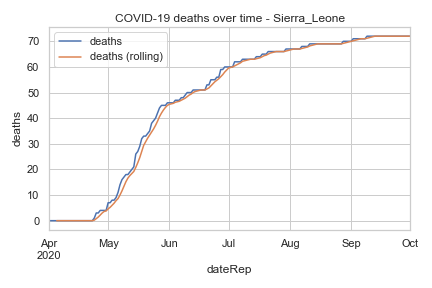 COVID-19 deaths over time - Sierra_Leone
deaths
deaths (rolling)
70
60
50
40
30
20
10
0
deaths
Apr May Jun Jul Aug Sep Oct
2020
dateRep